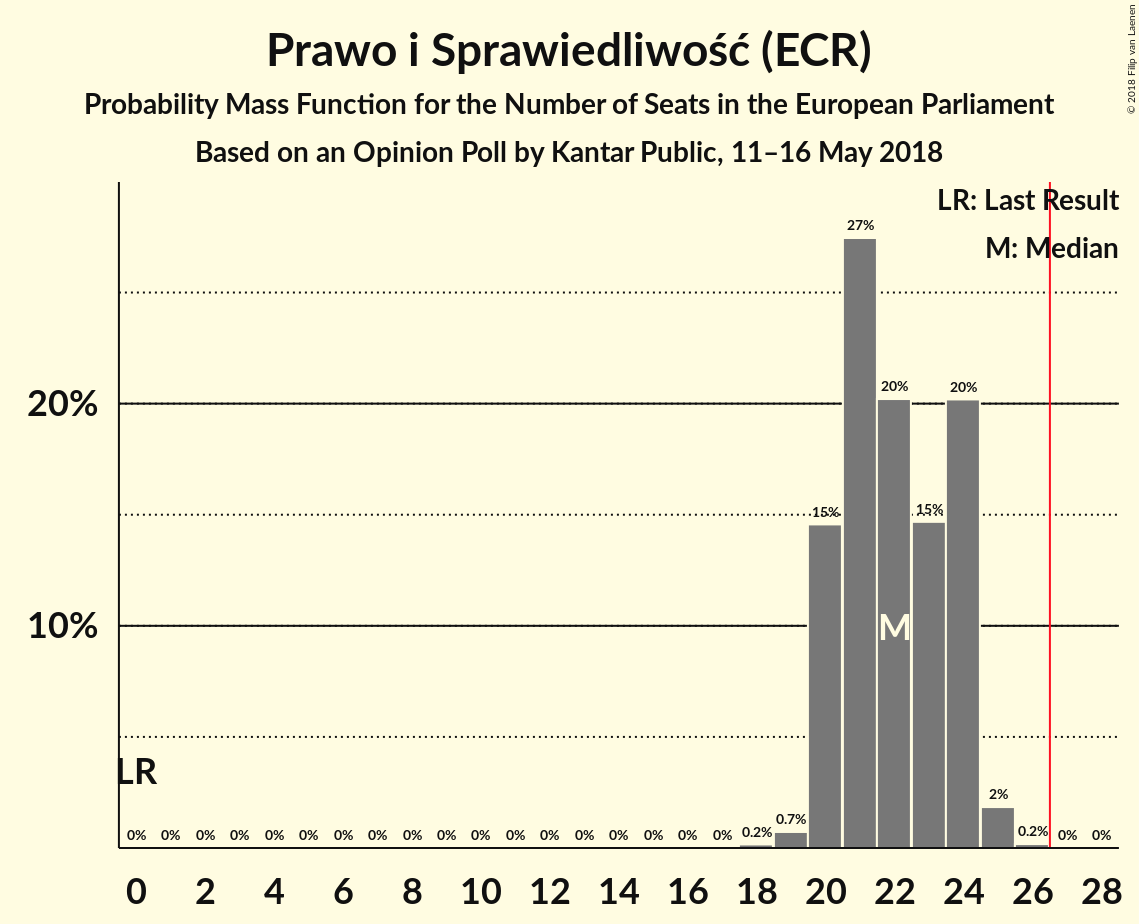 Prawo i Sprawiedliwość (ECR)
Probability Mass Function for the Number of Seats in the European Parliament
Based on an Opinion Poll by Kantar Public, 11–16 May 2018
© 2018 Filip van Laenen
LR: Last Result
M: Median
27%
20% 20%
20%
15% 15%
10%
M
LR
0% 0% 0% 0% 0% 0% 0% 0% 0% 0% 0% 0% 0% 0% 0% 0% 0% 0% 0.2% 0.7% 2% 0.2% 0% 0%
0 2 4 6 8 10 12 14 16 18 20 22 24 26 28